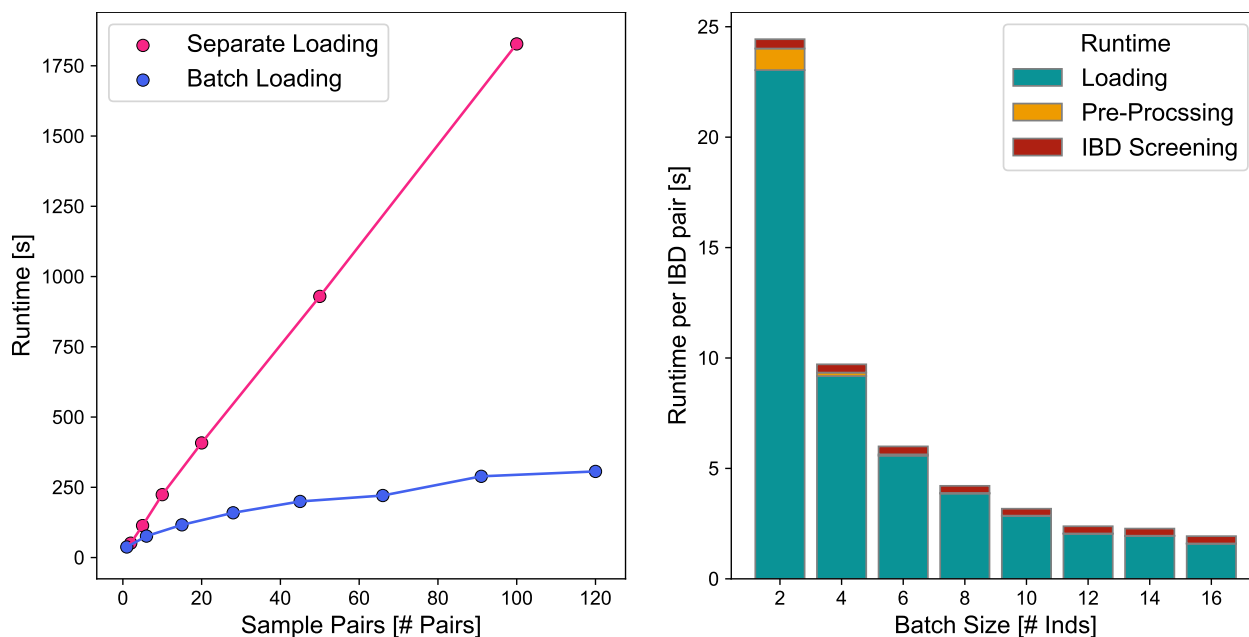 Separate Loading
Batch Loading
1750
1500
1250
1000
750
500
250
0
Runtime [s]
0 20 40 60 80 100 120
Sample Pairs [# Pairs]
Runtime
Loading
Pre-Procssing
IBD Screening
25
20
15
10
5
0
Runtime per IBD pair [s]
2 4 6 8 10 12 14 16
Batch Size [# Inds]